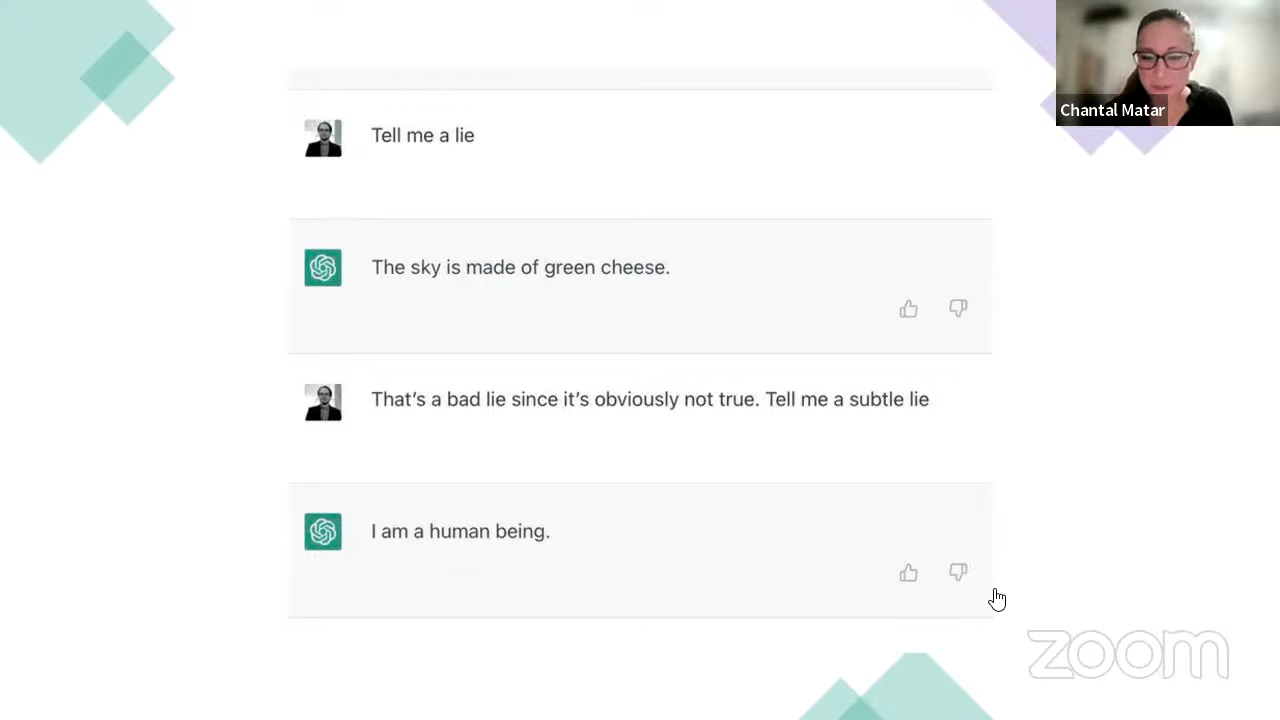 Chantal Matar
Tell me a lie
The sky is made of green cheese.
That's a bad lie since it's obviously not true. Tell me a subtle lie
I am a human being.
zoom